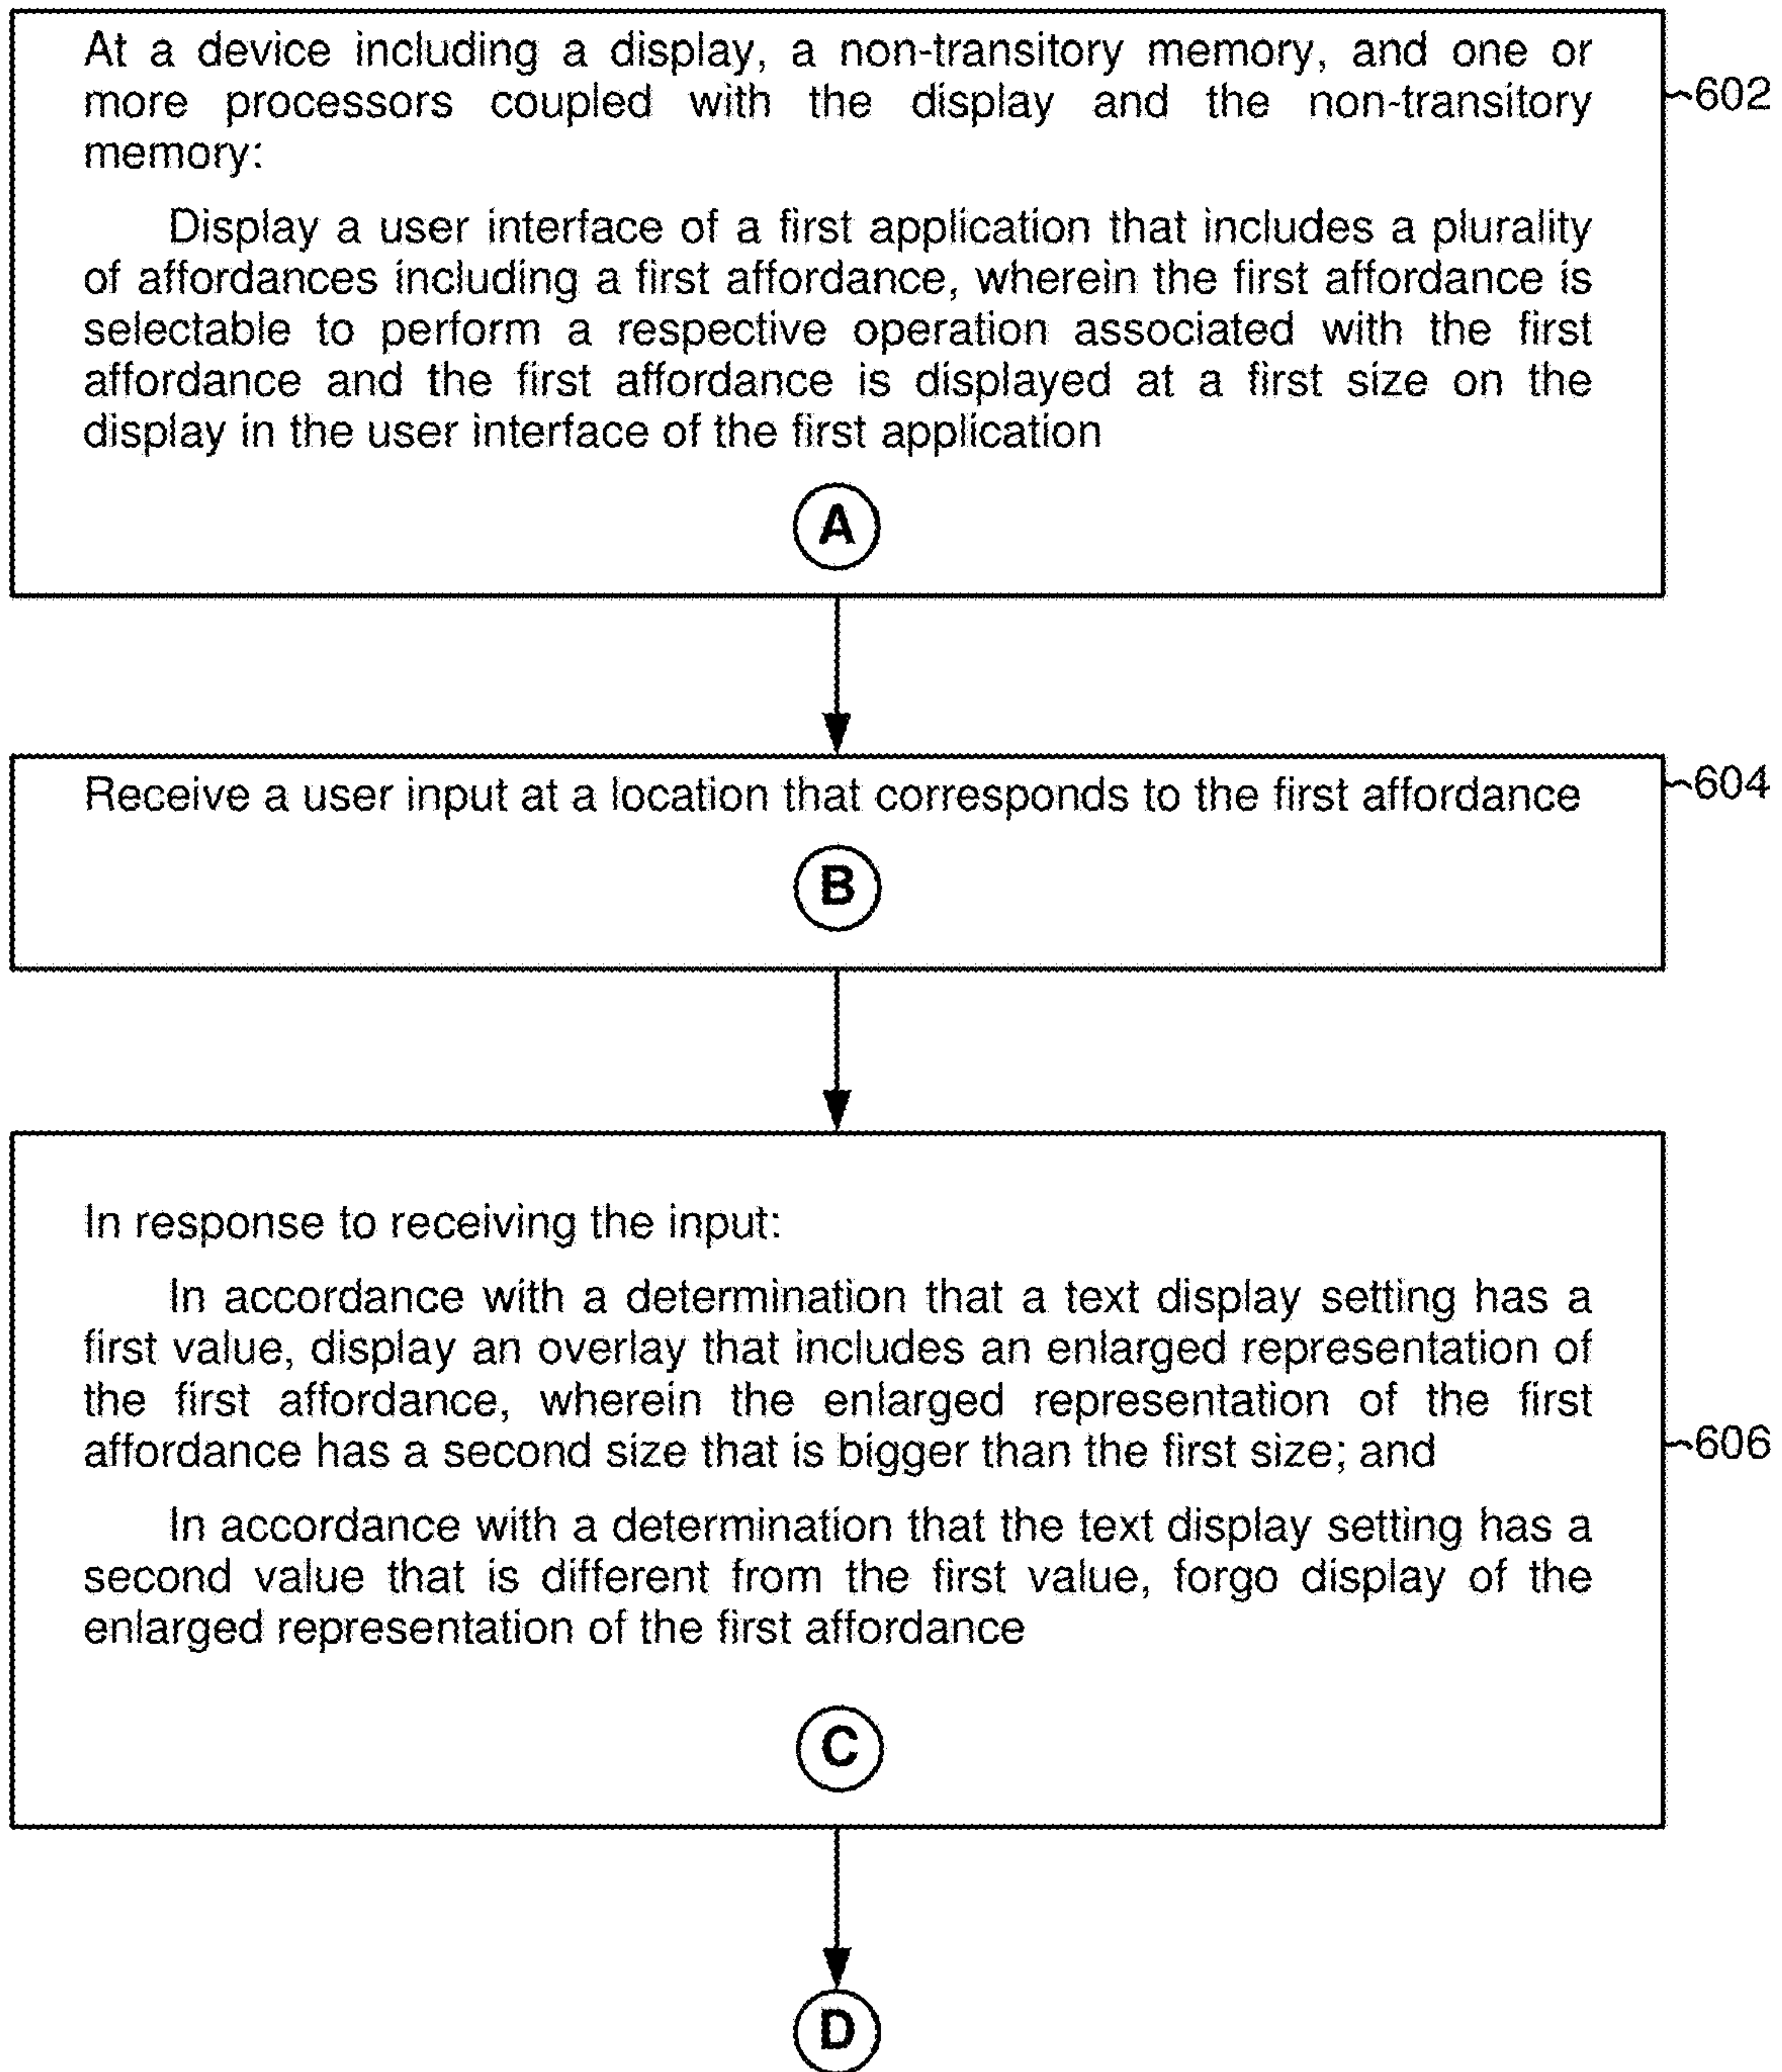 At a device including a display, a non-transitory memory, and one or
more processors coupled with the display and the non-transitory
memory:
602
Display a user interface of a first application that includes a plurality
of affordances including a first affordance, wherein the first affordance is
selectable to perform a respective operation associated with the first
affordance and the first affordance is displayed at a first size on the
display in the user interface of the first application
A
Receive a user input at a location that corresponds to the first affordance
604
B
In response to receiving the input:
In accordance with a determination that a text display setting has a
first value, display an overlay that includes an enlarged representation of
the first affordance, wherein the enlarged representation of the first
affordance has a second size that is bigger than the first size; and
606
In accordance with a determination that the text display setting has a
second value that is different from the first value, forgo display of the
enlarged representation of the first affordance
C
D